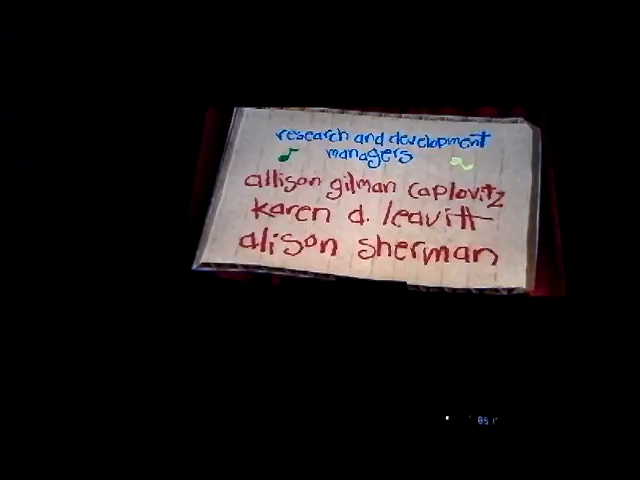 research and development
managers
allison gilman caplovitz
karen d. leavitt
alison sherman